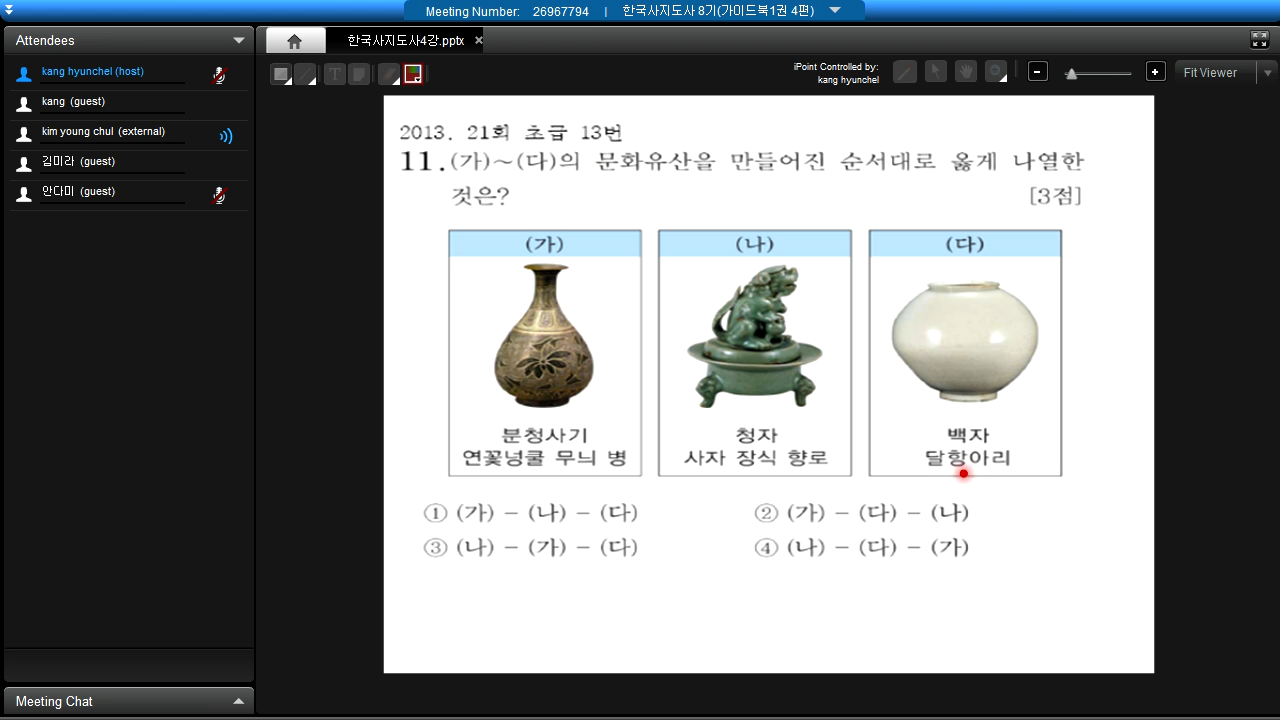 Meeting Number: 26967794 | 한국사지도사 8기(가이드북1권 4편)
Attendees
kang hyunchel (host)
kang (guest)
kim young chul (external)
김미라 (guest)
안다미 (guest)
Meeting Chat
한국사지도사4강.pptx
iPoint Controlled by:
kang hyunchel
Fit Viewer
2013. 21회 초급 13번
11. (가)~(다)의 문화유산을 만들어진 순서대로 옳게 나열한
것은? [3점]
(가)
분청사기
연꽃넝쿨 무늬 병
(나)
청자
사자 장식 향로
(다)
백자
달항아리
① (가) - (나) - (다)
② (가) - (다) - (나)
③ (나) - (가) - (다)
④ (나) - (다) - (가)